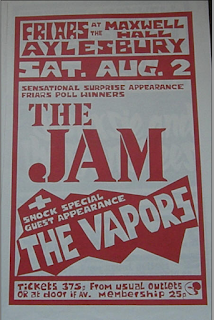 FRIARS AT THE MAXWELL HALL
AYLESBURY
SAT. AUG. 2
SENSATIONAL SURPRISE APPEARANCE
FRIARS POLL WINNERS
THE
JAM
+
SHOCK SPECIAL
GUEST APPEARANCE
THE VAPORS
TICKETS 375p FROM USUAL OUTLETS
OR AT DOOR IF AV. MEMBERSHIP 25p